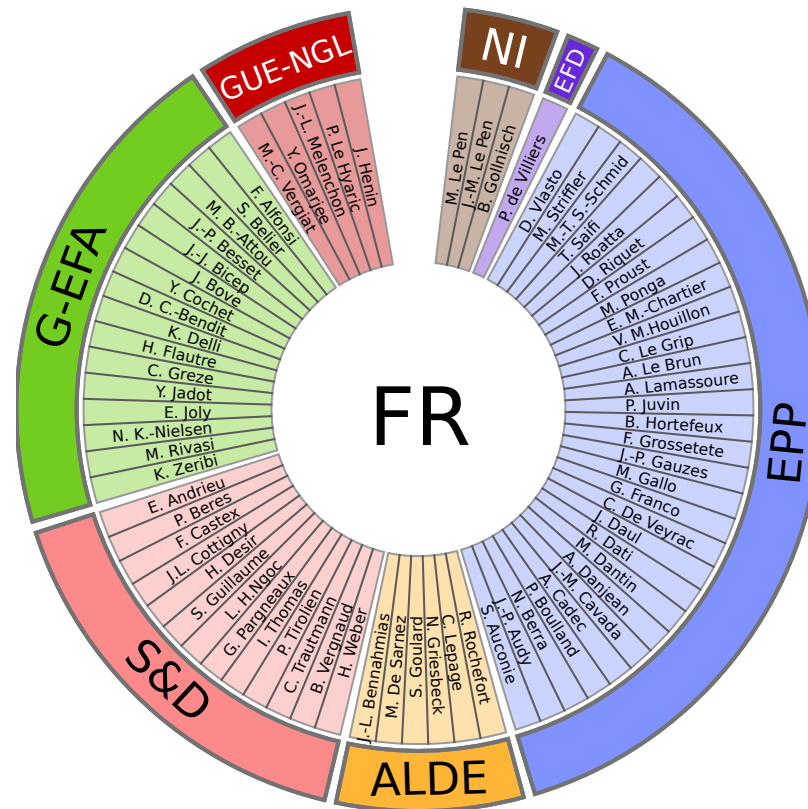 GUE-NGL
NI
EFD
EPP
ALDE
S&D
G-EFA
FR
M. Le Pen
J.-M. Le Pen
B. Gollnisch
P. de Villiers
D. Vlasto
M. Striffler
M.-T. S.-Schmid
T. Saifi
J. Roatta
D. Riquet
F. Proust
M. Ponga
E. M.-Chartier
V. M.Houillon
C. Le Grip
A. Le Brun
A. Lamassoure
P. Juvin
B. Hortefeux
F. Grossetete
J.-P. Gauzes
M. Gallo
G. Franco
C. De Veyrac
J. Daul
R. Dati
M. Dantin
A. Danjean
J.-M. Cavada
A. Cadec
P. Boulland
N. Berra
J.-P. Audy
S. Auconie
R. Rochefort
C. Lepage
N. Griesbeck
S. Goulard
M. De Sarnez
J.-L. Bennahmias
H. Weber
B. Vergnaud
C. Trautmann
P. Tirolien
I. Thomas
G. Pargneaux
L. H.Ngoc
S. Guillaume
H. Desir
J.L. Cottigny
F. Castex
P. Beres
E. Andrieu
K. Zeribi
M. Rivasi
N. K.-Nielsen
E. Joly
Y. Jadot
C. Greze
H. Flautre
K. Delli
D. C.-Bendit
Y. Cochet
J. Bove
J.-J. Bicep
J.-P. Besset
M. B.-Attou
S. Belier
F. Alfonsi
M.-C. Vergiat
Y. Omarjee
J.-L. Melenchon
P. Le Hyaric
J. Henin